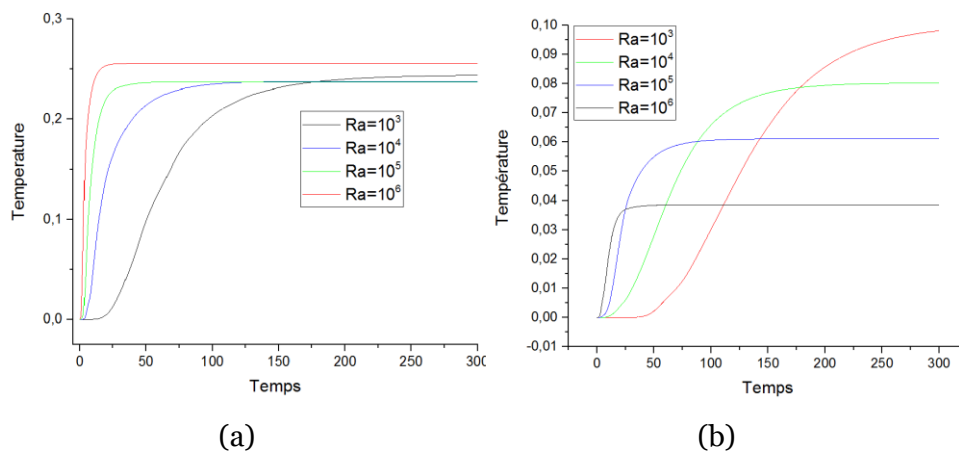 0,3
0,2
0,1
0,0
Temperature
Ra=10³
Ra=10⁴
Ra=10⁵
Ra=10⁶
0 50 100 150 200 250 300
Temps
(a)
(b)
0,10
0,09
0,08
0,07
0,06
0,05
0,04
0,03
0,02
0,01
0,00
-0,01
Température
Ra=10³
Ra=10⁴
Ra=10⁵
Ra=10⁶
0 50 100 150 200 250 300
Temps
(b)